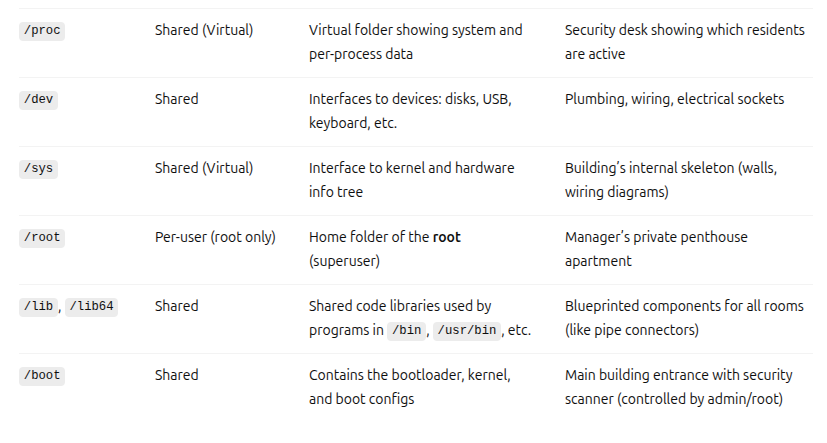 /proc Shared (Virtual) Virtual folder showing system and Security desk showing which residents
per-process data are active
/dev Shared Interfaces to devices: disks, USB, Plumbing, wiring, electrical sockets
keyboard, etc.
/sys Shared (Virtual) Interface to kernel and hardware Building’s internal skeleton (walls,
info tree wiring diagrams)
/root Per-user (root only) Home folder of the root Manager’s private penthouse
(superuser) apartment
/lib, /lib64 Shared Shared code libraries used by Blueprinted components for all rooms
programs in /bin, /usr/bin, etc. (like pipe connectors)
/boot Shared Contains the bootloader, kernel, Main building entrance with security
and boot configs scanner (controlled by admin/root)